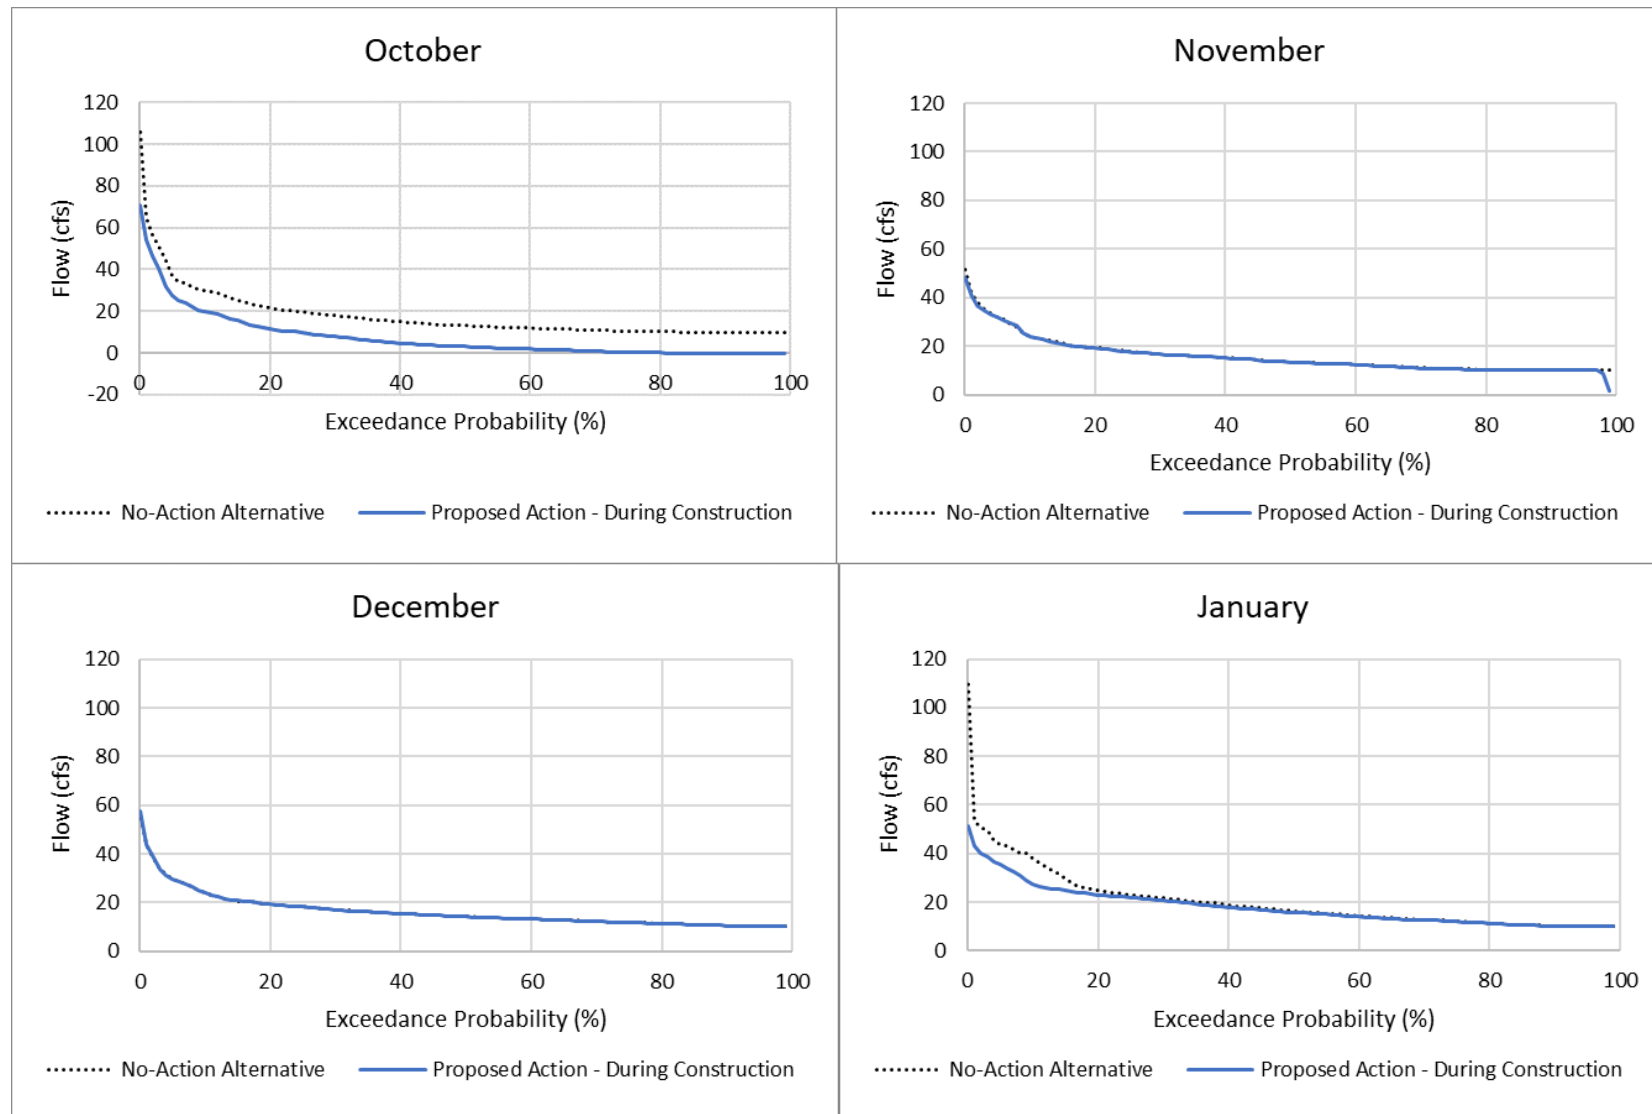 October
120
100
80
60
40
20
0
-20
Flow (cfs)
0 20 40 60 80 100
Exceedance Probability (%)
No-Action Alternative Proposed Action - During Construction
November
120
100
80
60
40
20
0
Flow (cfs)
0 20 40 60 80 100
Exceedance Probability (%)
No-Action Alternative Proposed Action - During Construction
December
120
100
80
60
40
20
0
Flow (cfs)
0 20 40 60 80 100
Exceedance Probability (%)
No-Action Alternative Proposed Action - During Construction
January
120
100
80
60
40
20
0
Flow (cfs)
0 20 40 60 80 100
Exceedance Probability (%)
No-Action Alternative Proposed Action - During Construction